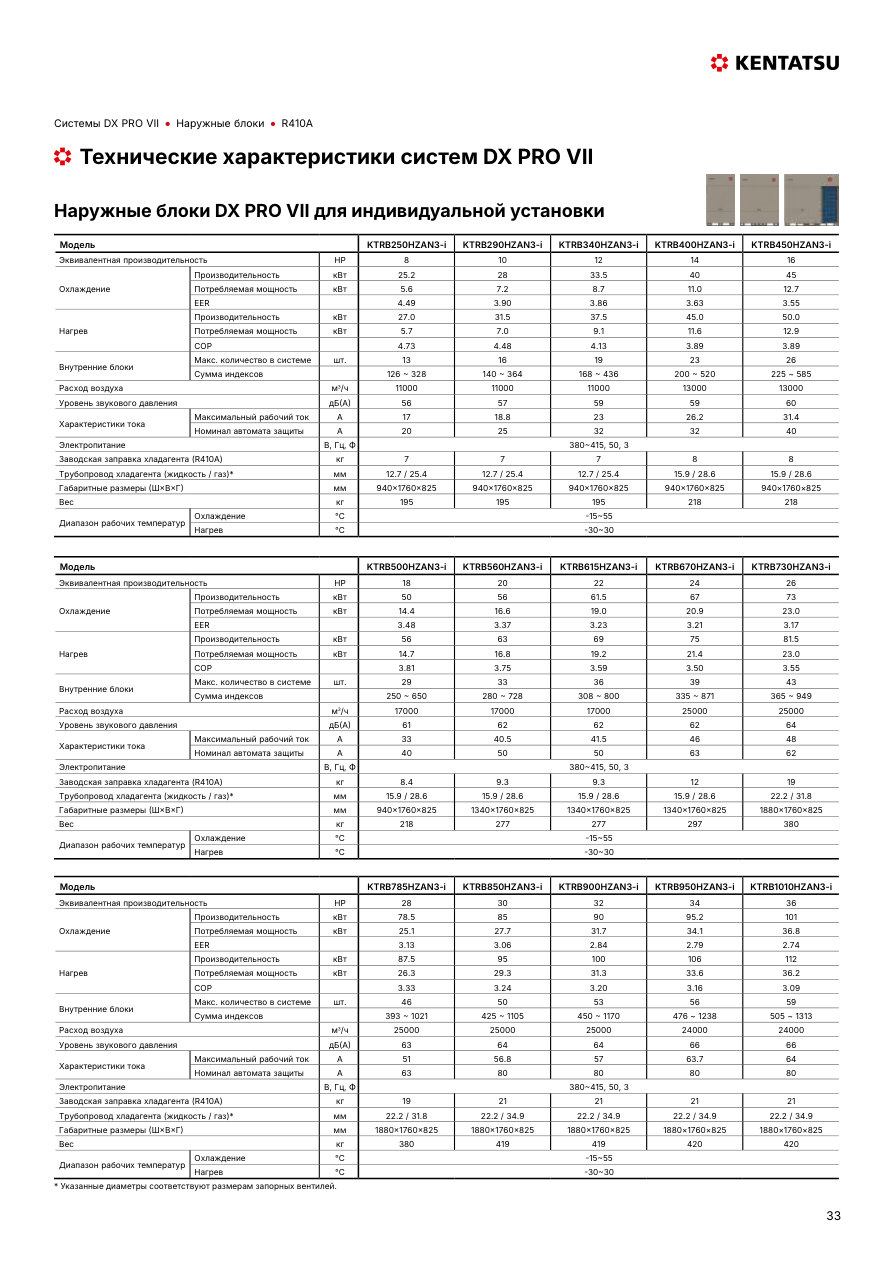 KENTATSU
Системы DX PRO VII • Наружные блоки • R410A
Технические характеристики систем DX PRO VII
Наружные блоки DX PRO VII для индивидуальной установки
Модель KTRB250HZAN3-i KTRB290HZAN3-i KTRB340HZAN3-i KTRB400HZAN3-i KTRB450HZAN3-i
Эквивалентная производительность HP 8 10 12 14 16
Охлаждение Производительность кВт 25.2 28 33.5 40 45
Потребляемая мощность кВт 5.6 7.2 8.7 11.0 12.7
EER 4.49 3.90 3.86 3.63 3.55
Нагрев Производительность кВт 27.0 31.5 37.5 45.0 50.0
Потребляемая мощность кВт 5.7 7.0 9.1 11.6 12.9
COP 4.73 4.48 4.13 3.89 3.89
Внутренние блоки Макс. количество в системе шт. 13 16 19 23 26
Сумма индексов 126 ~ 328 140 ~ 364 168 ~ 436 200 ~ 520 225 ~ 585
Расход воздуха м³/ч 11000 11000 11000 13000 13000
Уровень звукового давления дБ(А) 56 57 59 59 60
Характеристики тока Максимальный рабочий ток А 17 18.8 23 26.2 31.4
Номинал автомата защиты А 20 25 32 32 40
Электропитание В, Гц, Ф 380~415, 50, 3
Заводская заправка хладагента (R410A) кг 7 7 7 8 8
Трубопровод хладагента (жидкость / газ)* мм 12.7 / 25.4 12.7 / 25.4 12.7 / 25.4 15.9 / 28.6 15.9 / 28.6
Габаритные размеры (Ш×В×Г) мм 940×1760×825 940×1760×825 940×1760×825 940×1760×825 940×1760×825
Вес кг 195 195 195 218 218
Диапазон рабочих температур Охлаждение °C -15~55
Нагрев °C -30~30
Модель KTRB500HZAN3-i KTRB560HZAN3-i KTRB615HZAN3-i KTRB670HZAN3-i KTRB730HZAN3-i
Эквивалентная производительность HP 18 20 22 24 26
Охлаждение Производительность кВт 50 56 61.5 67 73
Потребляемая мощность кВт 14.4 16.6 19.0 20.9 23.0
EER 3.48 3.37 3.23 3.21 3.17
Нагрев Производительность кВт 56 63 69 75 81.5
Потребляемая мощность кВт 14.7 16.8 19.2 21.4 23.0
COP 3.81 3.75 3.59 3.50 3.55
Внутренние блоки Макс. количество в системе шт. 29 33 36 39 43
Сумма индексов 250 ~ 650 280 ~ 728 308 ~ 800 335 ~ 871 365 ~ 949
Расход воздуха м³/ч 17000 17000 17000 25000 25000
Уровень звукового давления дБ(А) 61 62 62 62 64
Характеристики тока Максимальный рабочий ток А 33 40.5 41.5 46 48
Номинал автомата защиты А 40 50 50 63 62
Электропитание В, Гц, Ф 380~415, 50, 3
Заводская заправка хладагента (R410A) кг 8.4 9.3 9.3 12 19
Трубопровод хладагента (жидкость / газ)* мм 15.9 / 28.6 15.9 / 28.6 15.9 / 28.6 15.9 / 28.6 22.2 / 31.8
Габаритные размеры (Ш×В×Г) мм 940×1760×825 1340×1760×825 1340×1760×825 1340×1760×825 1880×1760×825
Вес кг 218 277 277 297 380
Диапазон рабочих температур Охлаждение °C -15~55
Нагрев °C -30~30
Модель KTRB785HZAN3-i KTRB850HZAN3-i KTRB900HZAN3-i KTRB950HZAN3-i KTRB1010HZAN3-i
Эквивалентная производительность HP 28 30 32 34 36
Охлаждение Производительность кВт 78.5 85 90 95.2 101
Потребляемая мощность кВт 25.1 27.7 31.7 34.1 36.8
EER 3.13 3.06 2.84 2.79 2.74
Нагрев Производительность кВт 87.5 95 100 106 112
Потребляемая мощность кВт 26.3 29.3 31.3 33.6 36.2
COP 3.33 3.24 3.20 3.16 3.09
Внутренние блоки Макс. количество в системе шт. 46 50 53 56 59
Сумма индексов 393 ~ 1021 425 ~ 1105 450 ~ 1170 476 ~ 1238 505 ~ 1313
Расход воздуха м³/ч 25000 25000 25000 24000 24000
Уровень звукового давления дБ(А) 63 64 64 66 66
Характеристики тока Максимальный рабочий ток А 51 56.8 57 63.7 64
Номинал автомата защиты А 63 80 80 80 80
Электропитание В, Гц, Ф 380~415, 50, 3
Заводская заправка хладагента (R410A) кг 19 21 21 21 21
Трубопровод хладагента (жидкость / газ)* мм 22.2 / 31.8 22.2 / 34.9 22.2 / 34.9 22.2 / 34.9 22.2 / 34.9
Габаритные размеры (Ш×В×Г) мм 1880×1760×825 1880×1760×825 1880×1760×825 1880×1760×825 1880×1760×825
Вес кг 380 419 419 420 420
Диапазон рабочих температур Охлаждение °C -15~55
Нагрев °C -30~30
* Указанные диаметры соответствуют размерам запорных вентилей.
33